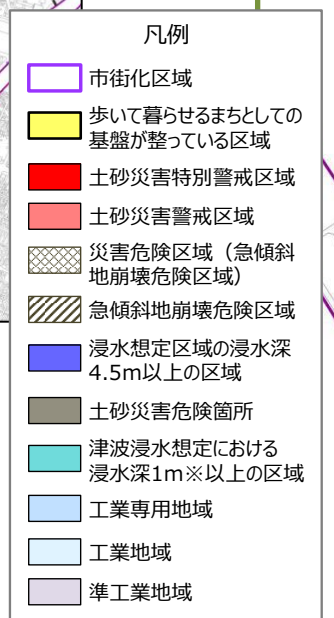 凡例
市街化区域
歩いて暮らせるまちとしての
基盤が整っている区域
土砂災害特別警戒区域
土砂災害警戒区域
災害危険区域（急傾斜
地崩壊危険区域）
急傾斜地崩壊危険区域
浸水想定区域の浸水深
4.5m以上の区域
土砂災害危険箇所
津波浸水想定における
浸水深1m※以上の区域
工業専用地域
工業地域
準工業地域